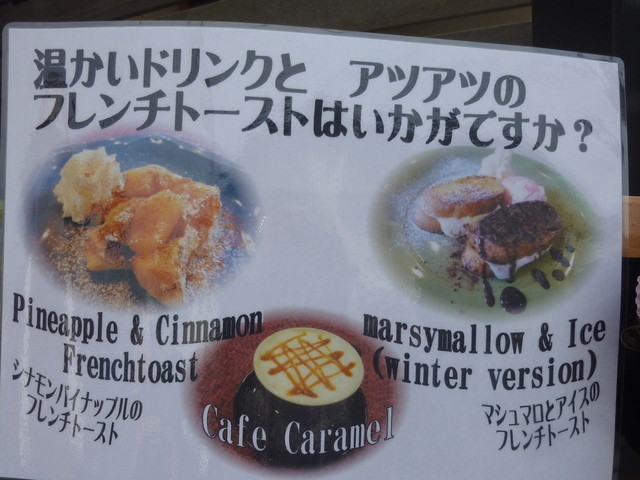 温かいドリンクと アツアツの
フレンチトーストはいかがですか？
Pineapple & Cinnamon
Frenchtoast
シナモンパイナップルの
フレンチトースト
marsymallow & Ice
(winter version)
マシュマロとアイスの
フレンチトースト
Cafe Caramel